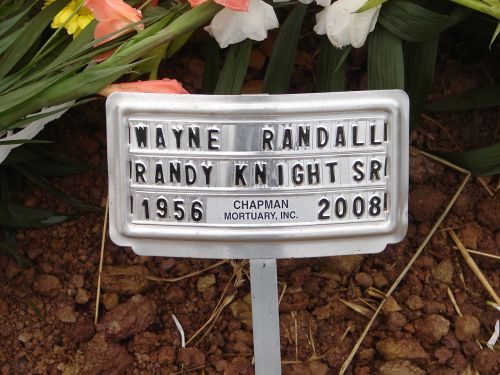 WAYNE RANDALL
RANDY KNIGHT SR
1956 CHAPMAN MORTUARY, INC. 2008